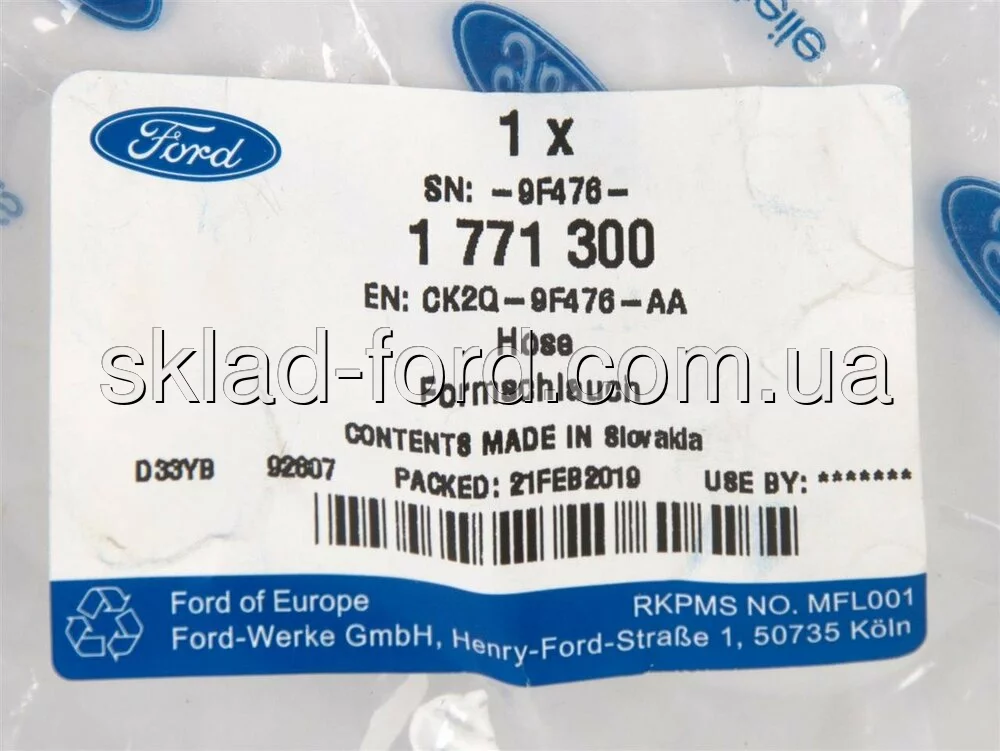 Ford
1 x
SN: -9F476-
1 771 300
EN: CK2Q-9F476-AA
Hose
sklad-ford.com.ua
Formschlauch
CONTENTS MADE IN Slovakia
D33YB 92607 PACKED: 21FEB2019 USE BY: *******
Ford of Europe RKPMS NO. MFL001
Ford-Werke GmbH, Henry-Ford-Straße 1, 50735 Köln